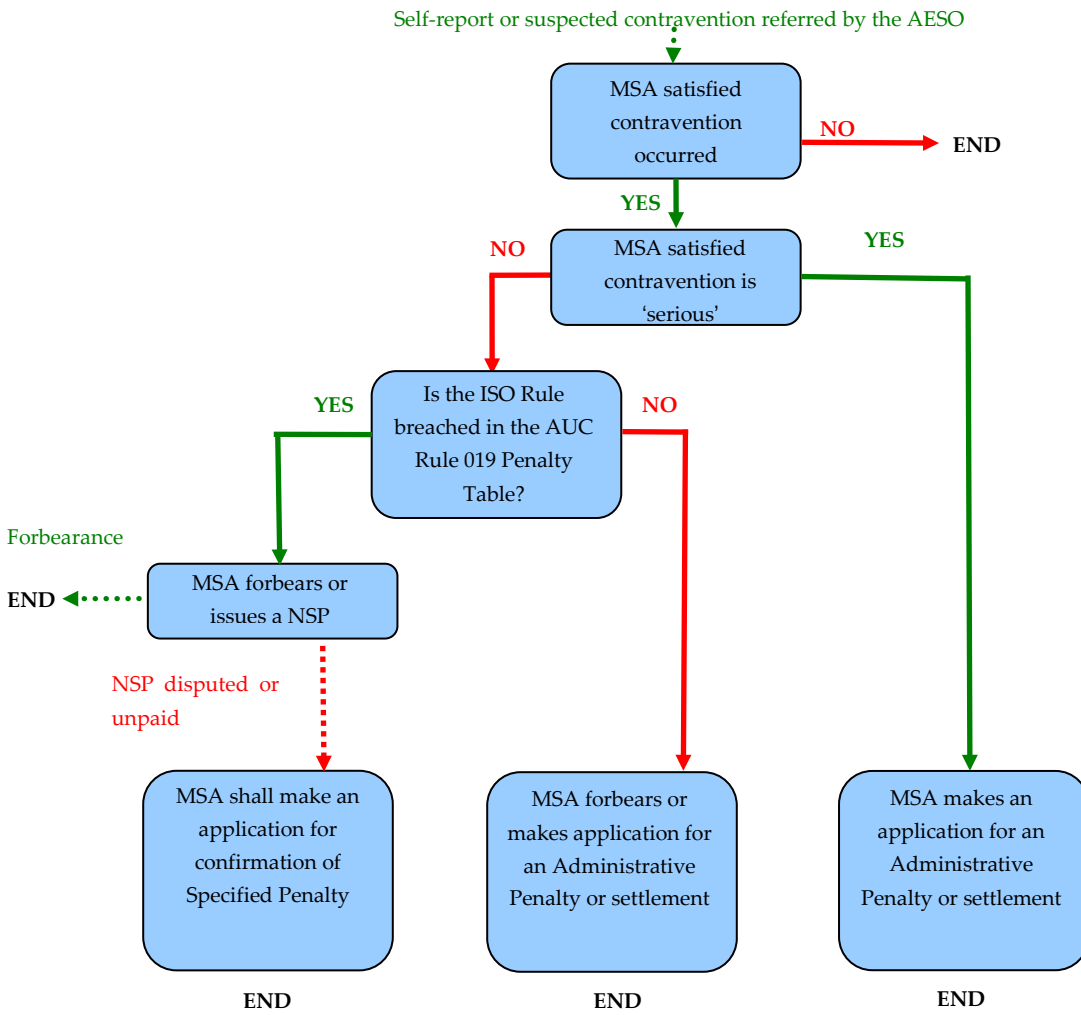 Self-report or suspected contravention referred by the AESO
MSA satisfied
contravention
occurred
NO
END
YES
MSA satisfied
contravention is
‘serious’
NO
YES
Is the ISO Rule
breached in the AUC
Rule 019 Penalty
Table?
YES
NO
Forbearance
END
MSA forbears or
issues a NSP
NSP disputed or
unpaid
MSA shall make an
application for
confirmation of
Specified Penalty
MSA forbears or
makes application for
an Administrative
Penalty or settlement
MSA makes an
application for an
Administrative
Penalty or settlement
END
END
END